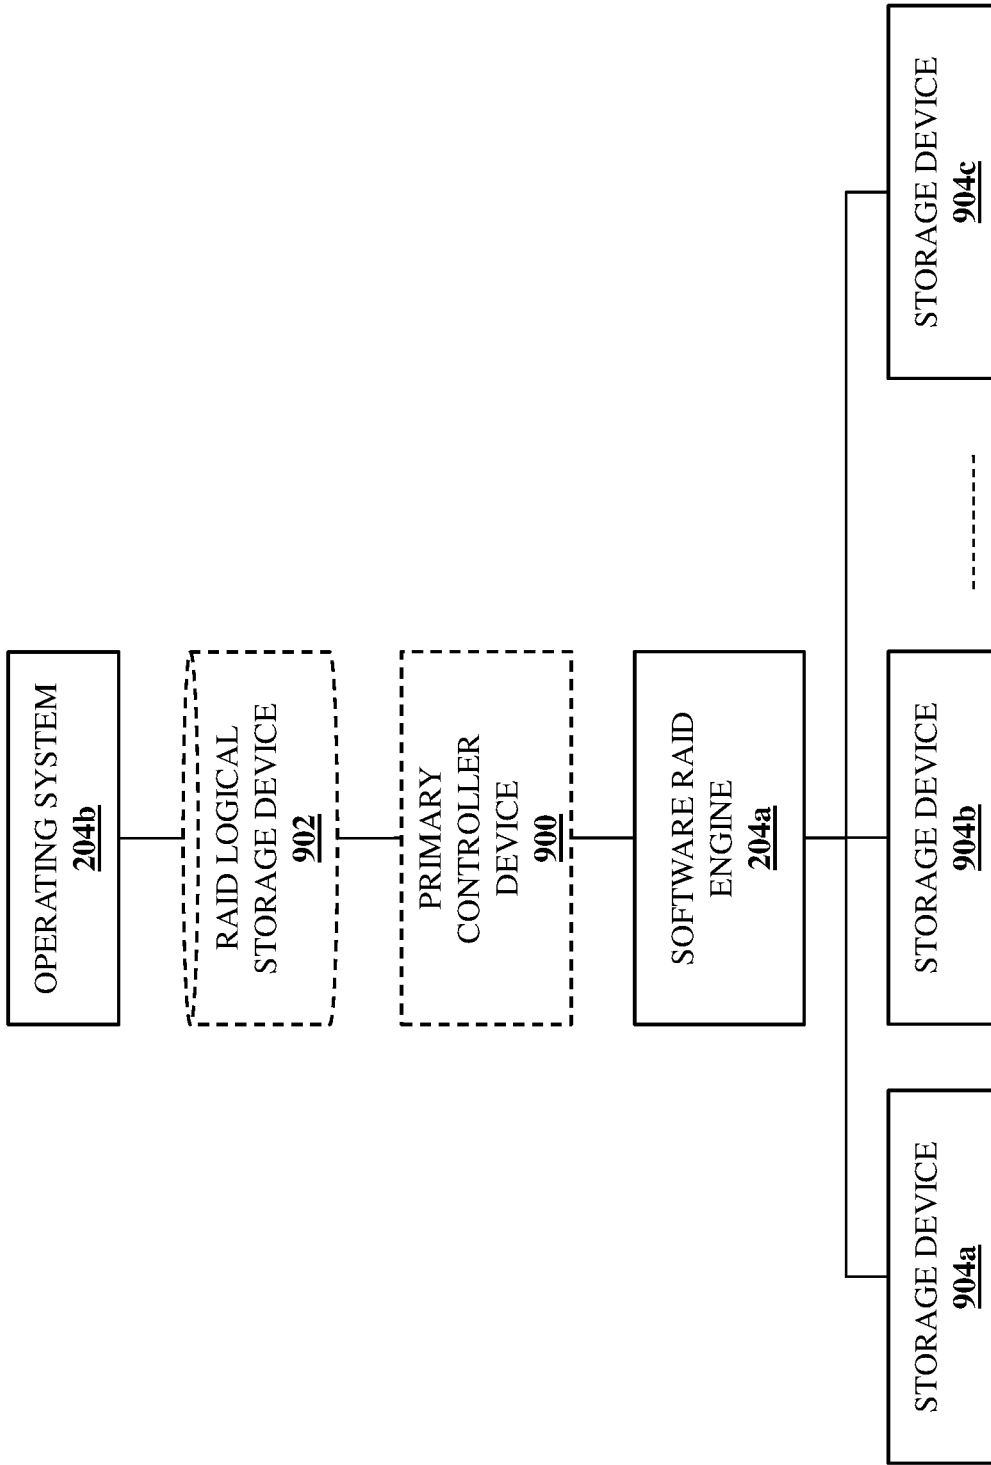 OPERATING SYSTEM
204b
RAID LOGICAL
STORAGE DEVICE
902
PRIMARY
CONTROLLER
DEVICE
900
SOFTWARE RAID
ENGINE
204a
STORAGE DEVICE
904a
STORAGE DEVICE
904b
STORAGE DEVICE
904c